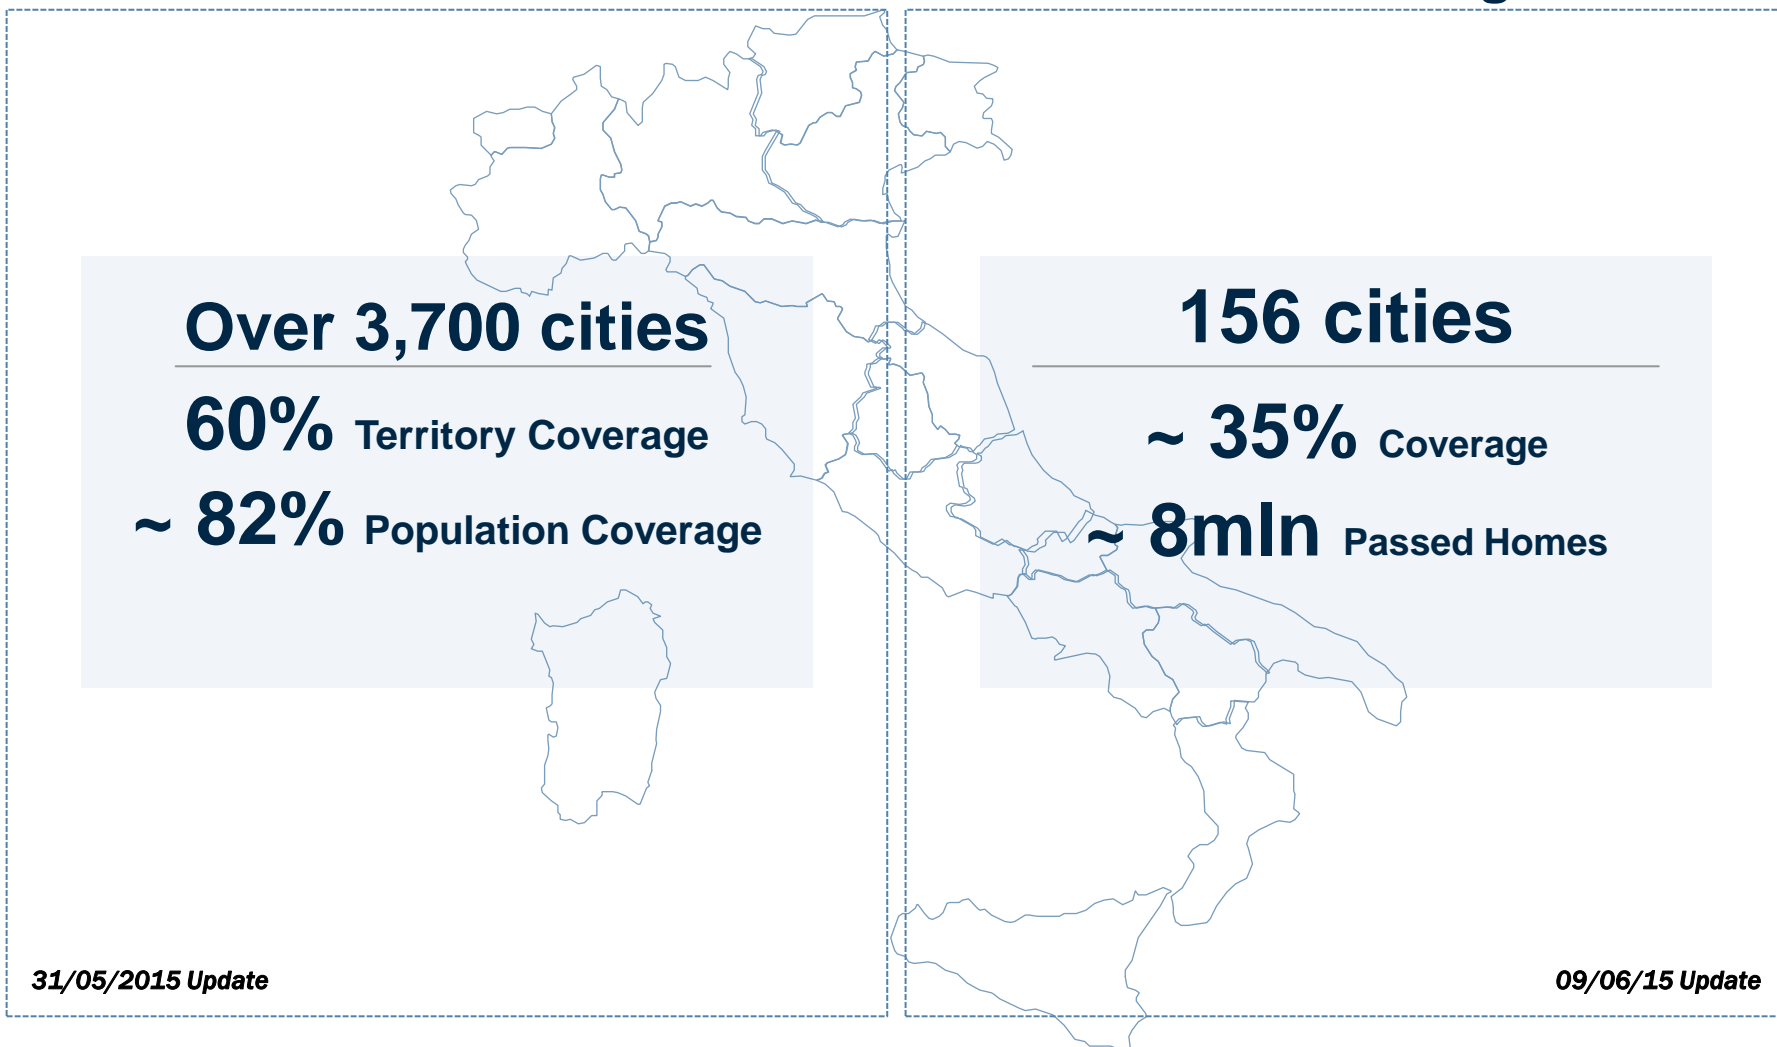 Over 3,700 cities
60% Territory Coverage
~ 82% Population Coverage
31/05/2015 Update
156 cities
~ 35% Coverage
~ 8mln Passed Homes
09/06/15 Update